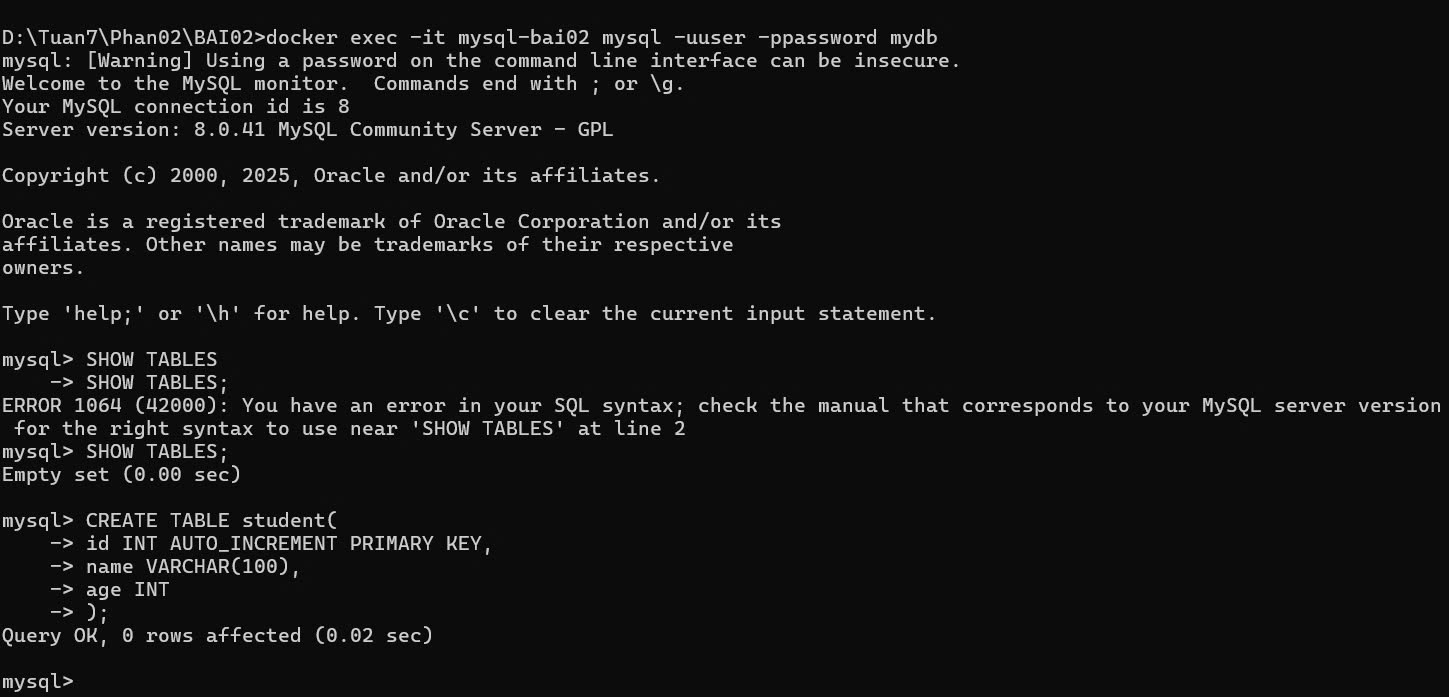 D:\Tuan7\Phan02\BAI02>docker exec -it mysql-bai02 mysql -uuser -ppassword mydb
mysql: [Warning] Using a password on the command line interface can be insecure.
Welcome to the MySQL monitor.  Commands end with ; or \g.
Your MySQL connection id is 8
Server version: 8.0.41 MySQL Community Server - GPL

Copyright (c) 2000, 2025, Oracle and/or its affiliates.

Oracle is a registered trademark of Oracle Corporation and/or its
affiliates. Other names may be trademarks of their respective
owners.

Type 'help;' or '\h' for help. Type '\c' to clear the current input statement.

mysql> SHOW TABLES
    -> SHOW TABLES;
ERROR 1064 (42000): You have an error in your SQL syntax; check the manual that corresponds to your MySQL server version
 for the right syntax to use near 'SHOW TABLES' at line 2
mysql> SHOW TABLES;
Empty set (0.00 sec)

mysql> CREATE TABLE student(
    -> id INT AUTO_INCREMENT PRIMARY KEY,
    -> name VARCHAR(100),
    -> age INT
    -> );
Query OK, 0 rows affected (0.02 sec)

mysql>